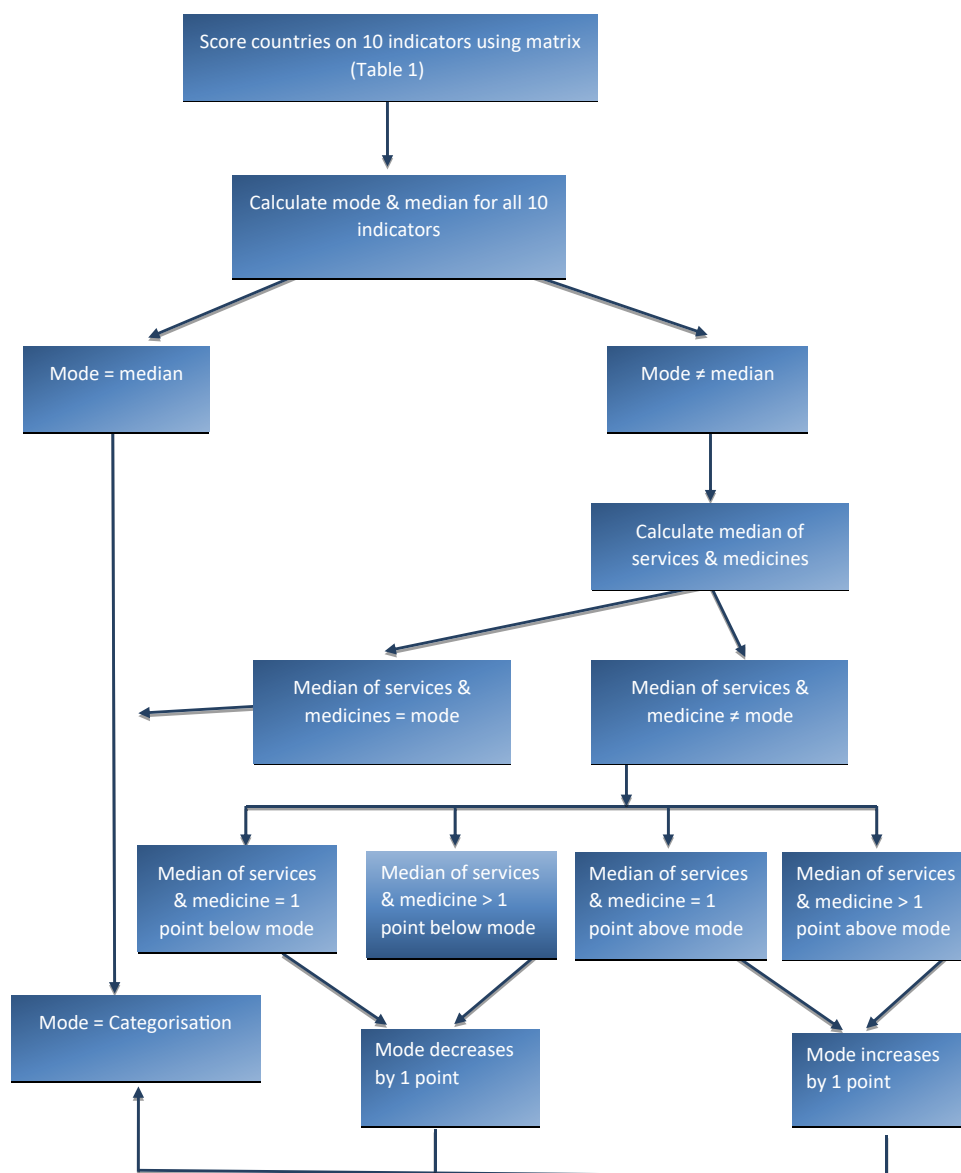 Score countries on 10 indicators using matrix
(Table 1)
Calculate mode & median for all 10
indicators
Mode = median
Mode ≠ median
Calculate median of
services & medicines
Median of services &
medicines = mode
Median of services &
medicine ≠ mode
Median of services
& medicine = 1
point below mode
Median of services
& medicine > 1
point below mode
Median of services
& medicine = 1
point above mode
Median of services
& medicine > 1
point above mode
Mode = Categorisation
Mode decreases
by 1 point
Mode increases
by 1 point